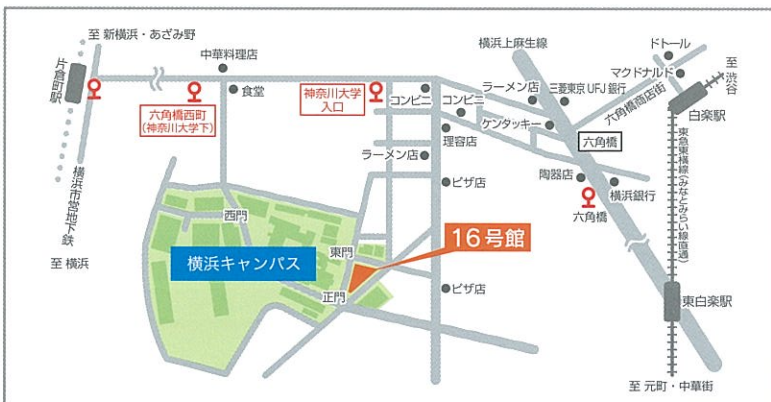 至 新横浜・あざみ野
片倉町駅
横浜市営地下鉄
至 横浜
中華料理店
食堂
六角橋西町
(神奈川大学下)
神奈川大学
入口
コンビニ
コンビニ
理容店
ラーメン店
ピザ店
ピザ店
横浜上麻生線
ラーメン店
三菱東京UFJ 銀行
ケンタッキー
六角橋
ドトール
マクドナルド
六角橋商店街
至 渋谷
白楽駅
東急東横線(みなとみらい線直通)
陶器店
横浜銀行
六角橋
東白楽駅
至 元町・中華街
西門
横浜キャンパス
東門
正門
16号館